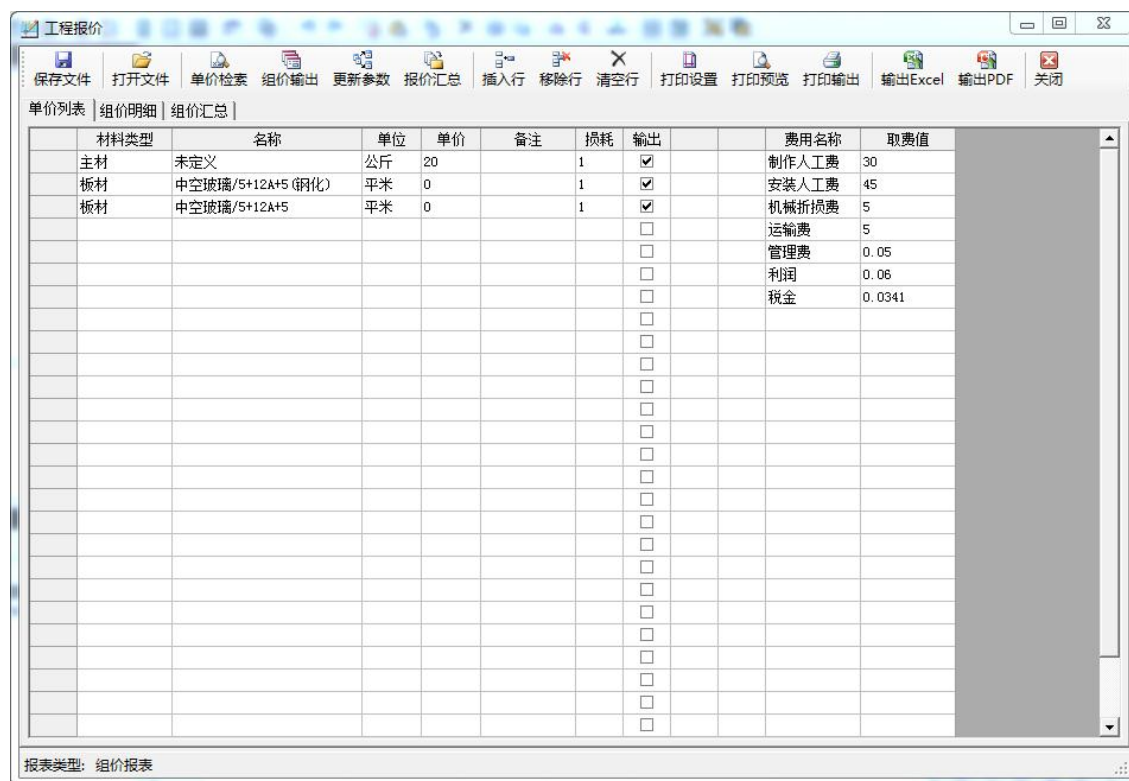 工程报价
保存文件 打开文件 单价检索 组价输出 更新参数 报价汇总 插入行 移除行 清空行 打印设置 打印预览 打印输出 输出Excel 输出PDF 关闭
单价列表 组价明细 组价汇总
材料类型 名称 单位 单价 备注 损耗 输出 费用名称 取费值
主材 未定义 公斤 20 1 制作人工费 30
板材 中空玻璃/5+12A+5(钢化) 平米 0 1 安装人工费 45
板材 中空玻璃/5+12A+5 平米 0 1 机械折损费 5
运输费 5
管理费 0.05
利润 0.06
税金 0.0341
报表类型: 组价报表